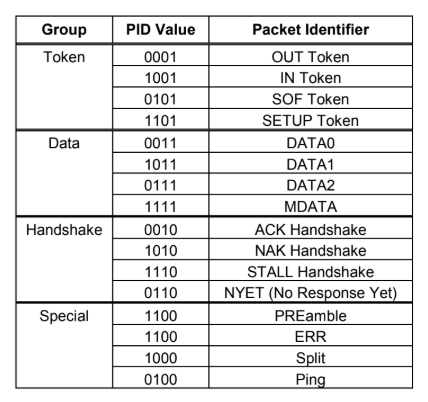 Group PID Value Packet Identifier
Token 0001 OUT Token
1001 IN Token
0101 SOF Token
1101 SETUP Token
Data 0011 DATA0
1011 DATA1
0111 DATA2
1111 MDATA
Handshake 0010 ACK Handshake
1010 NAK Handshake
1110 STALL Handshake
0110 NYET (No Response Yet)
Special 1100 PREamble
1100 ERR
1000 Split
0100 Ping